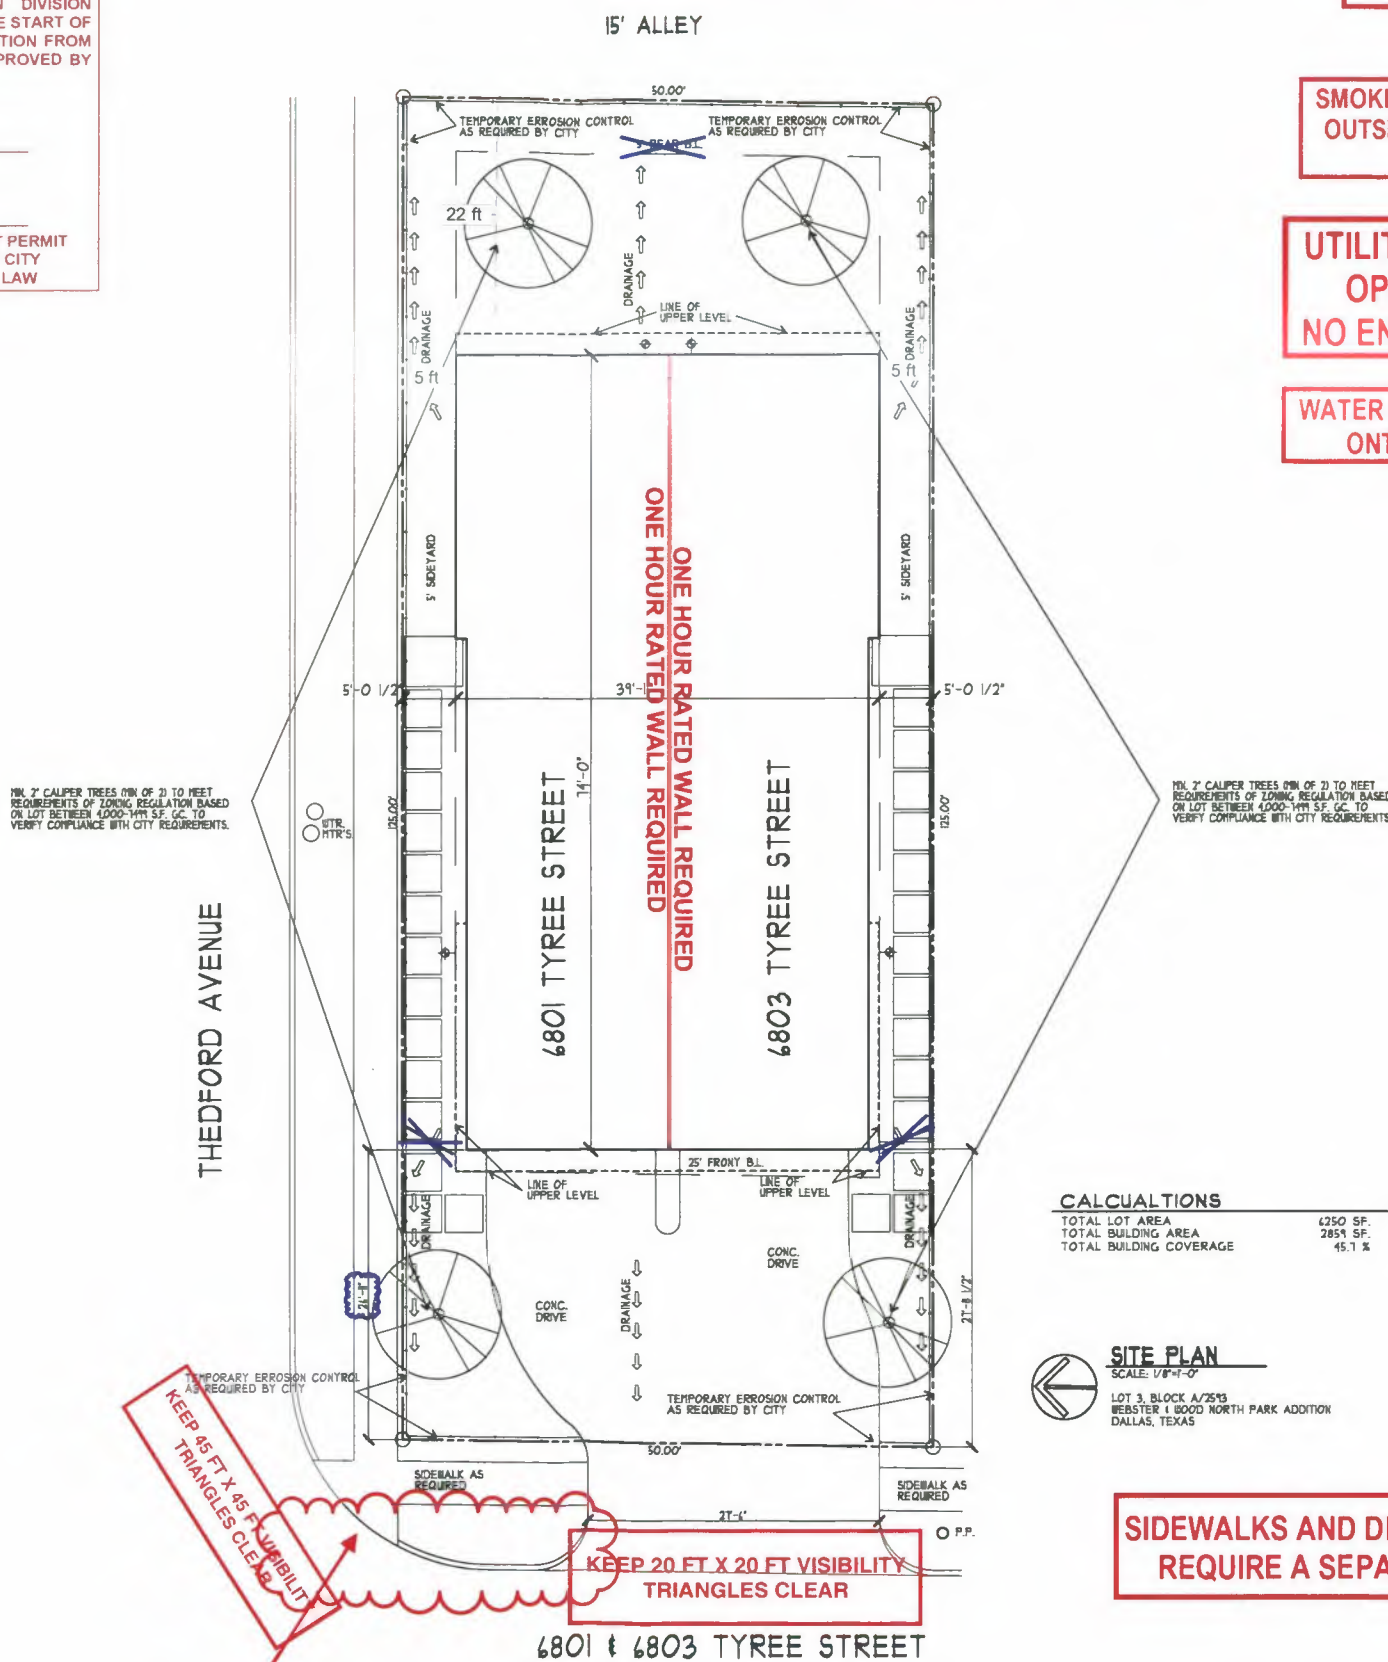 DIVISION
E START OF
TION FROM
PROVED BY
PERMIT
CITY
LAW
15' ALLEY
50.00'
TEMPORARY ERROSION CONTROL
AS REQUIRED BY CITY
TEMPORARY ERROSION CONTROL
AS REQUIRED BY CITY
22 ft
DRAINAGE
DRAINAGE
DRAINAGE
LINE OF
UPPER LEVEL
5 ft
5 ft
SMOK
OUTS
UTILIT
OP
NO EN
WATER
ONT
5' SIDEYARD
5' SIDEYARD
ONE HOUR RATED WALL REQUIRED
ONE HOUR RATED WALL REQUIRED
5'-0 1/2"
39'-
5'-0 1/2"
74'-0"
6801 TYREE STREET
6803 TYREE STREET
MIN. 2" CALIPER TREES (MIN OF 2) TO MEET
REQUIREMENTS OF ZONING REGULATION BASED
ON LOT BETWEEN 4,000-7499 S.F. G.C. TO
VERIFY COMPLIANCE WITH CITY REQUIREMENTS.
WTR.
MTR'S.
125.00'
125.00'
MIN. 2" CALIPER TREES (MIN OF 2) TO MEET
REQUIREMENTS OF ZONING REGULATION BASED
ON LOT BETWEEN 4,000-7499 S.F. G.C. TO
VERIFY COMPLIANCE WITH CITY REQUIREMENTS
THEDFORD AVENUE
25' FRONT B.L.
LINE OF
UPPER LEVEL
LINE OF
UPPER LEVEL
DRAINAGE
DRAINAGE
DRAINAGE
CONC.
DRIVE
CONC.
DRIVE
27'-8 1/2"
CALCUALTIONS
TOTAL LOT AREA 6250 SF.
TOTAL BUILDING AREA 2859 SF.
TOTAL BUILDING COVERAGE 45.7 %
SITE PLAN
SCALE: 1/8"=1'-0"
LOT 3, BLOCK A/2593
WEBSTER & WOOD NORTH PARK ADDITION
DALLAS, TEXAS
TEMPORARY ERROSION CONTROL
AS REQUIRED BY CITY
TEMPORARY ERROSION CONTROL
AS REQUIRED BY CITY
50.00'
SIDEWALK AS
REQUIRED
SIDEWALK AS
REQUIRED
27'-6"
P.P.
KEEP 45 FT X 45 FT VISIBILIT
TRIANGLES CLEAR
KEEP 20 FT X 20 FT VISIBILITY
TRIANGLES CLEAR
SIDEWALKS AND
REQUIRE A SEPA
6801 & 6803 TYREE STREET